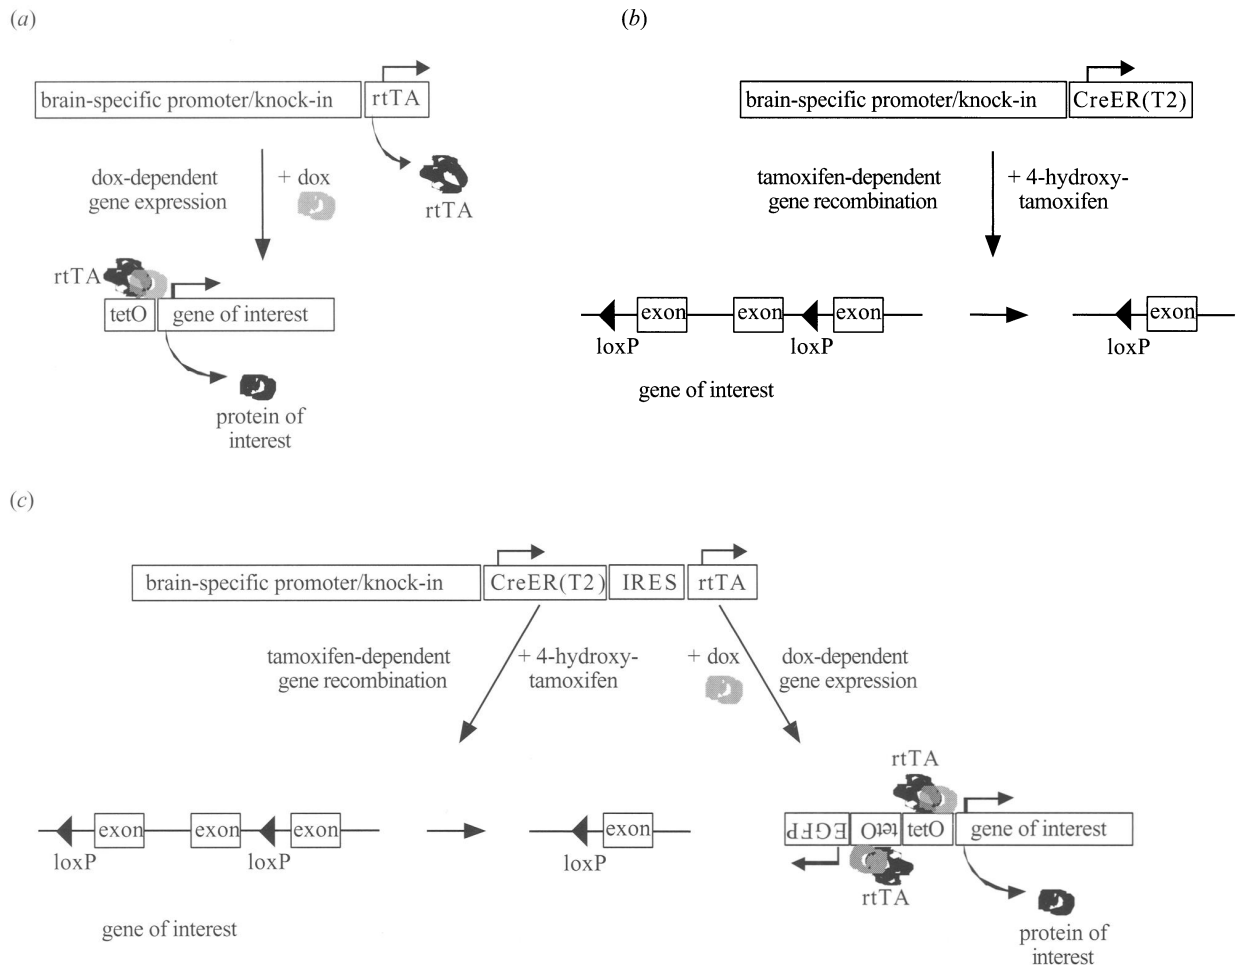 (a)
brain-specific promoter/knock-in
rtTA
dox-dependent
gene expression
+ dox
rtTA
rtTA
tetO
gene of interest
protein of
interest
(b)
brain-specific promoter/knock-in
CreER(T2)
tamoxifen-dependent
gene recombination
+ 4-hydroxy-
tamoxifen
exon
exon
exon
exon
loxP
loxP
loxP
gene of interest
(c)
brain-specific promoter/knock-in
CreER(T2)
IRES
rtTA
tamoxifen-dependent
gene recombination
+ 4-hydroxy-
tamoxifen
+ dox
dox-dependent
gene expression
exon
exon
exon
exon
loxP
loxP
loxP
gene of interest
rtTA
EGFP
tetO
tetO
gene of interest
rtTA
protein of
interest